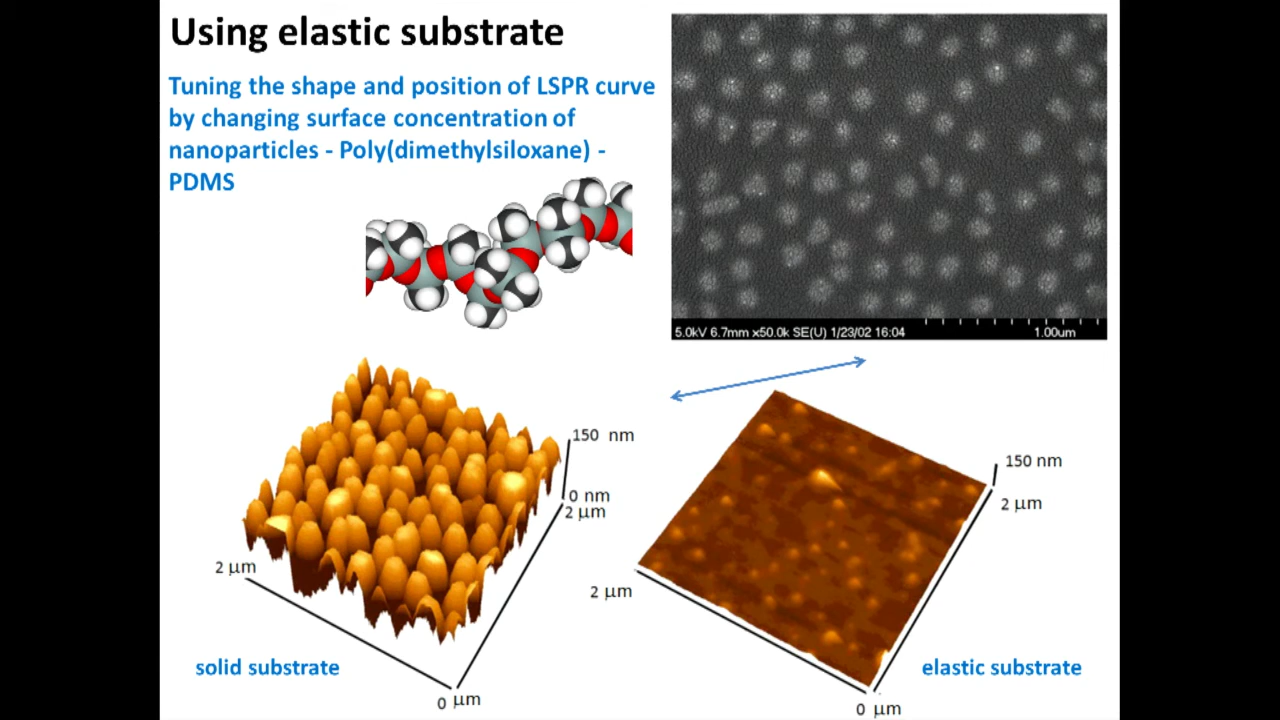 Using elastic substrate
Tuning the shape and position of LSPR curve
by changing surface concentration of
nanoparticles - Poly(dimethylsiloxane) -
PDMS
5.0kV 6.7mm x50.0k SE(U) 1/23/02 16:04
1.00um
150 nm
0 nm
2 µm
2 µm
0 µm
solid substrate
150 nm
2 µm
2 µm
0 µm
elastic substrate